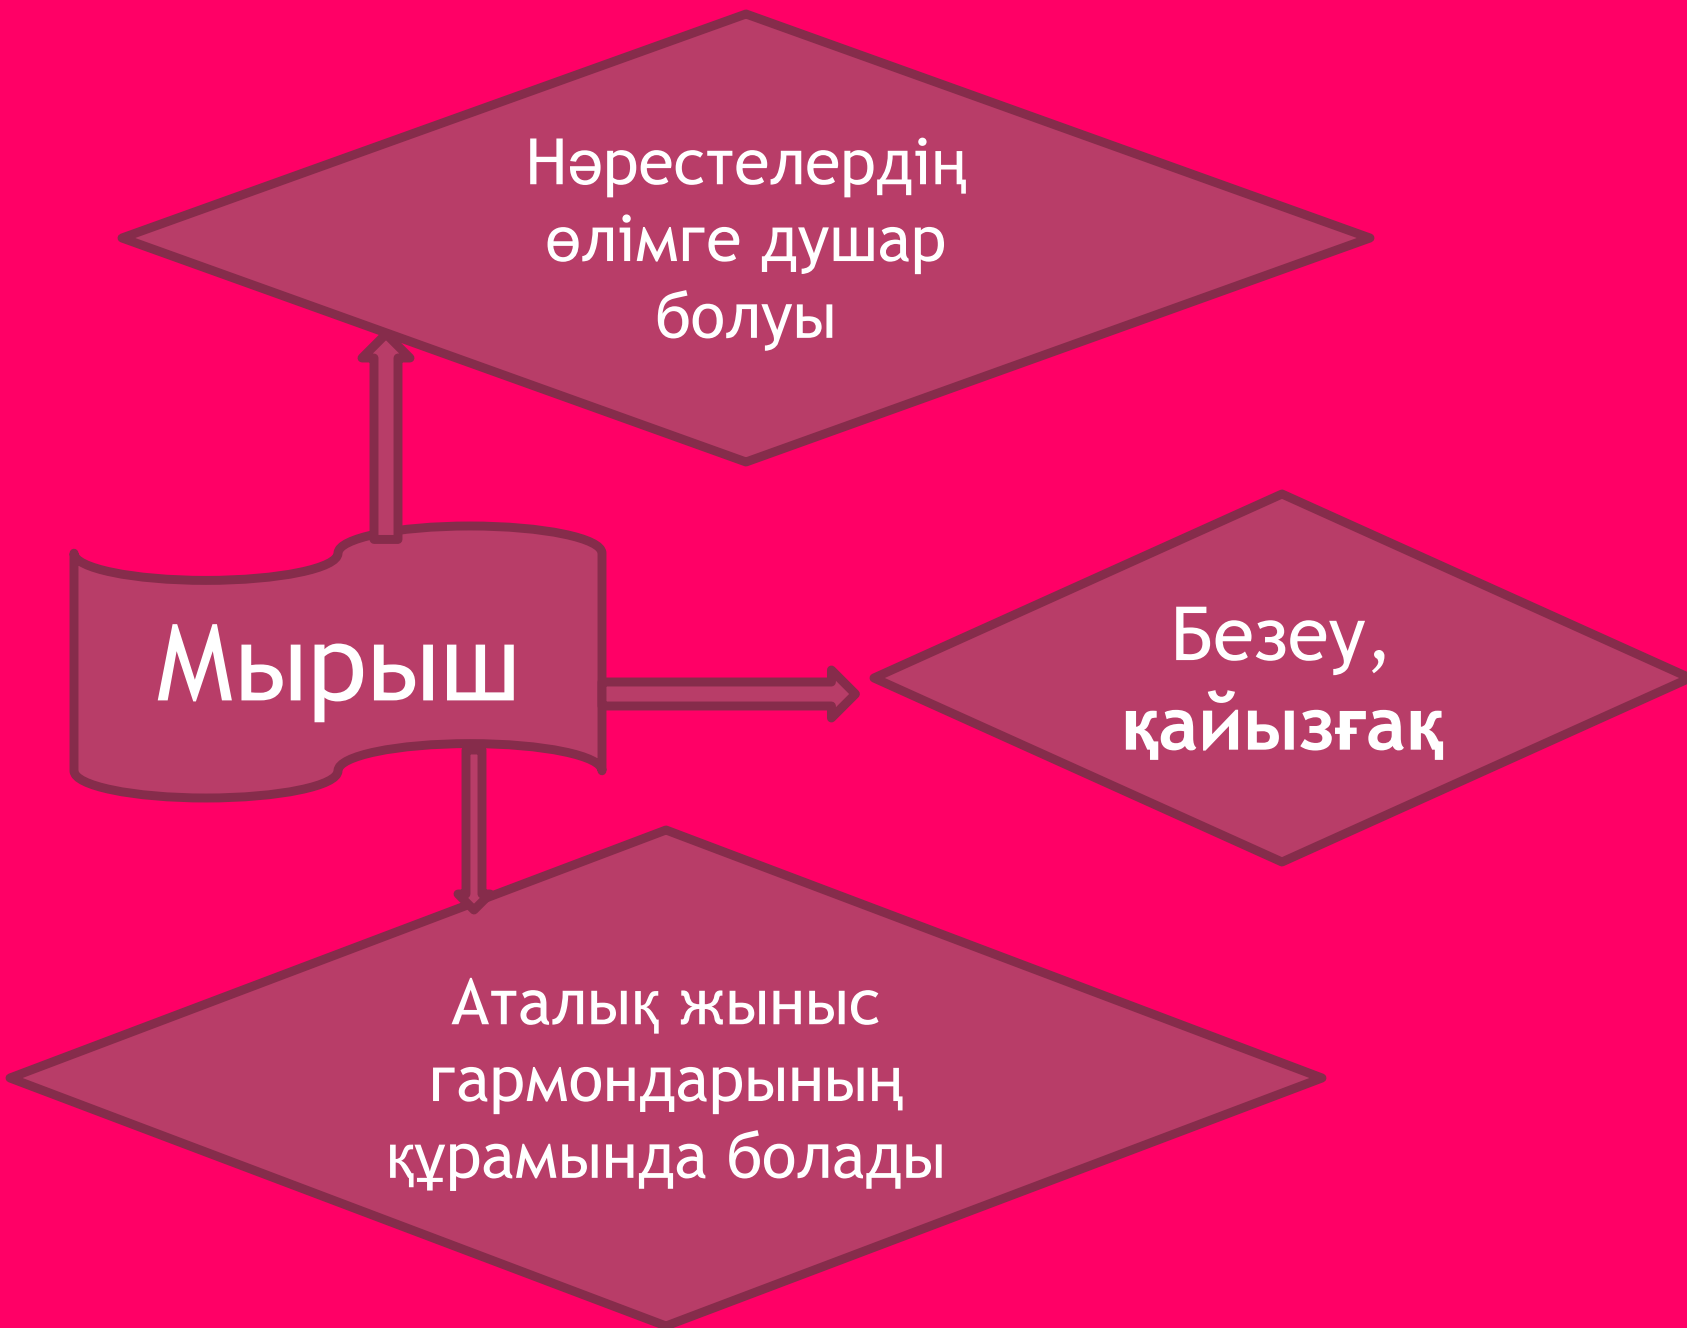 Нәрестелердің
өлімге душар
болуы
Мырыш
Безеу,
қайызғақ
Аталық жыныс
гармондарының
құрамында болады